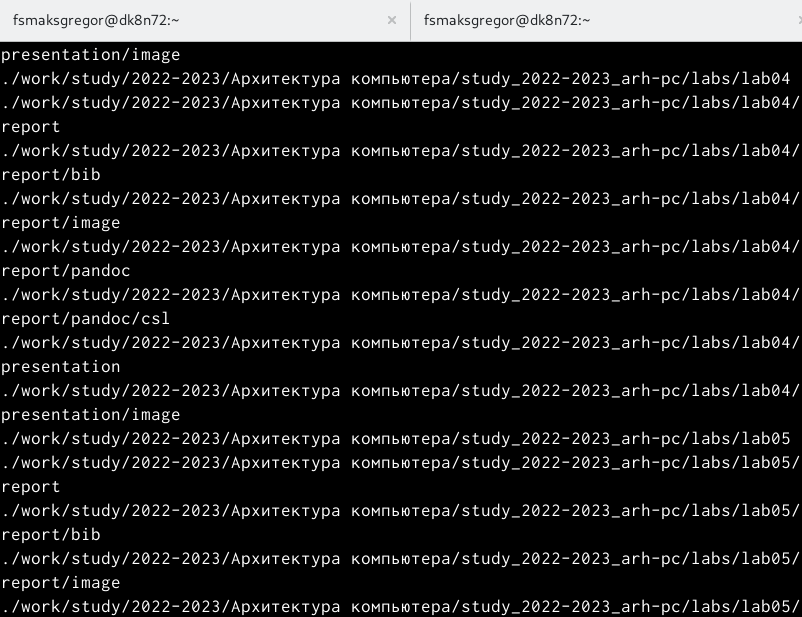 fsmaksgregor@dk8n72:~ × fsmaksgregor@dk8n72:~
presentation/image
./work/study/2022-2023/Архитектура компьютера/study_2022-2023_arh-pc/labs/lab04
./work/study/2022-2023/Архитектура компьютера/study_2022-2023_arh-pc/labs/lab04/
report
./work/study/2022-2023/Архитектура компьютера/study_2022-2023_arh-pc/labs/lab04/
report/bib
./work/study/2022-2023/Архитектура компьютера/study_2022-2023_arh-pc/labs/lab04/
report/image
./work/study/2022-2023/Архитектура компьютера/study_2022-2023_arh-pc/labs/lab04/
report/pandoc
./work/study/2022-2023/Архитектура компьютера/study_2022-2023_arh-pc/labs/lab04/
report/pandoc/csl
./work/study/2022-2023/Архитектура компьютера/study_2022-2023_arh-pc/labs/lab04/
presentation
./work/study/2022-2023/Архитектура компьютера/study_2022-2023_arh-pc/labs/lab04/
presentation/image
./work/study/2022-2023/Архитектура компьютера/study_2022-2023_arh-pc/labs/lab05
./work/study/2022-2023/Архитектура компьютера/study_2022-2023_arh-pc/labs/lab05/
report
./work/study/2022-2023/Архитектура компьютера/study_2022-2023_arh-pc/labs/lab05/
report/bib
./work/study/2022-2023/Архитектура компьютера/study_2022-2023_arh-pc/labs/lab05/
report/image
./work/study/2022-2023/Архитектура компьютера/study_2022-2023_arh-pc/labs/lab05/